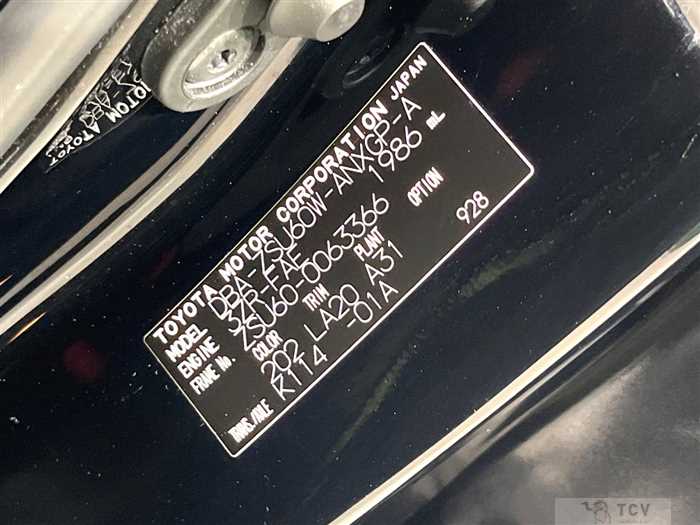 TOYOTA MOTOR CORPORATION JAPAN
MODEL DBA-ZSU60W-ANXGP-A
ENGINE 3ZR-FAE 1986 mL
FRAME No. ZSU60-0063366
COLOR TRIM PLANT OPTION
202 LA20 A31 928
TRANS/AXLE K114 -01A
TCV